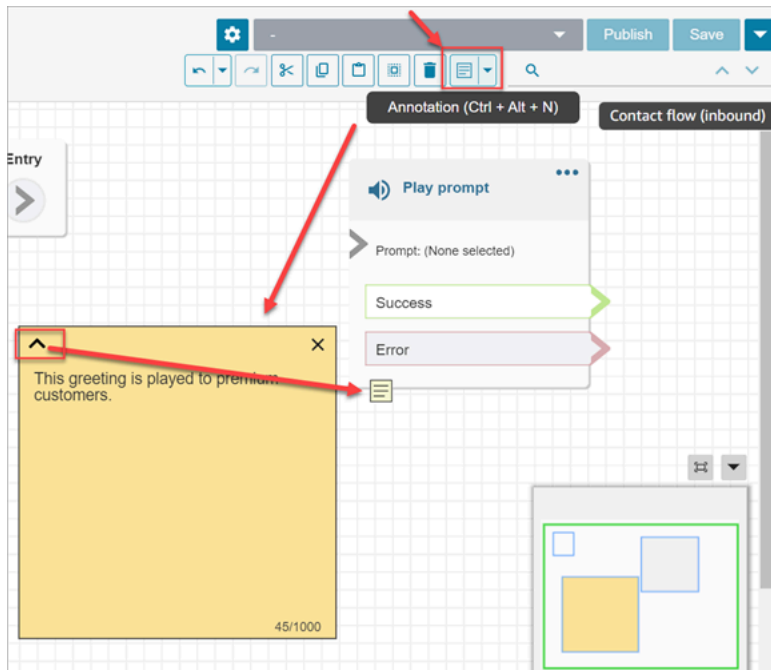 -
Publish
Save
Annotation (Ctrl + Alt + N)
Contact flow (inbound)
Entry
Play prompt
Prompt: (None selected)
Success
Error
This greeting is played to premium
customers.
45/1000